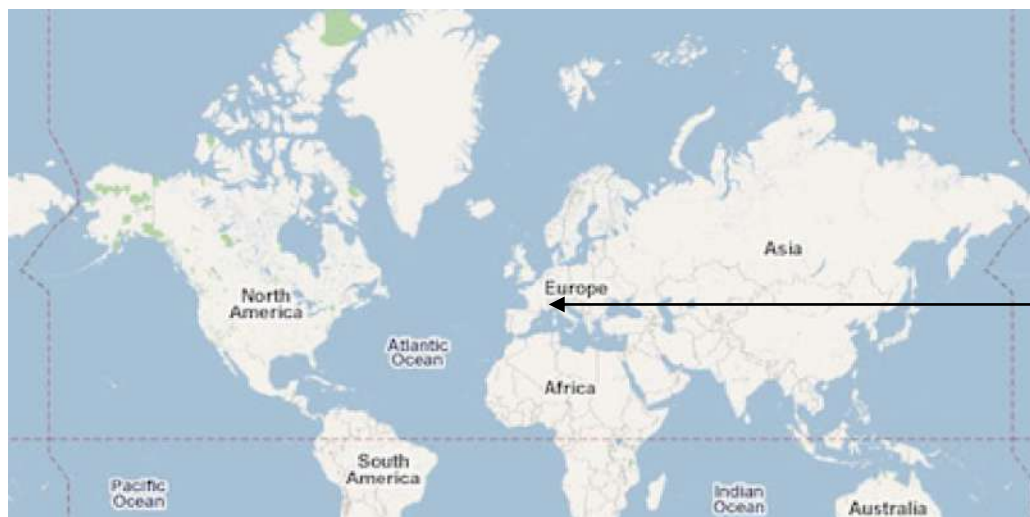 Asia
Europe
North
America
Atlantic
Ocean
Africa
South
America
Pacific
Ocean
Indian
Ocean
Australia